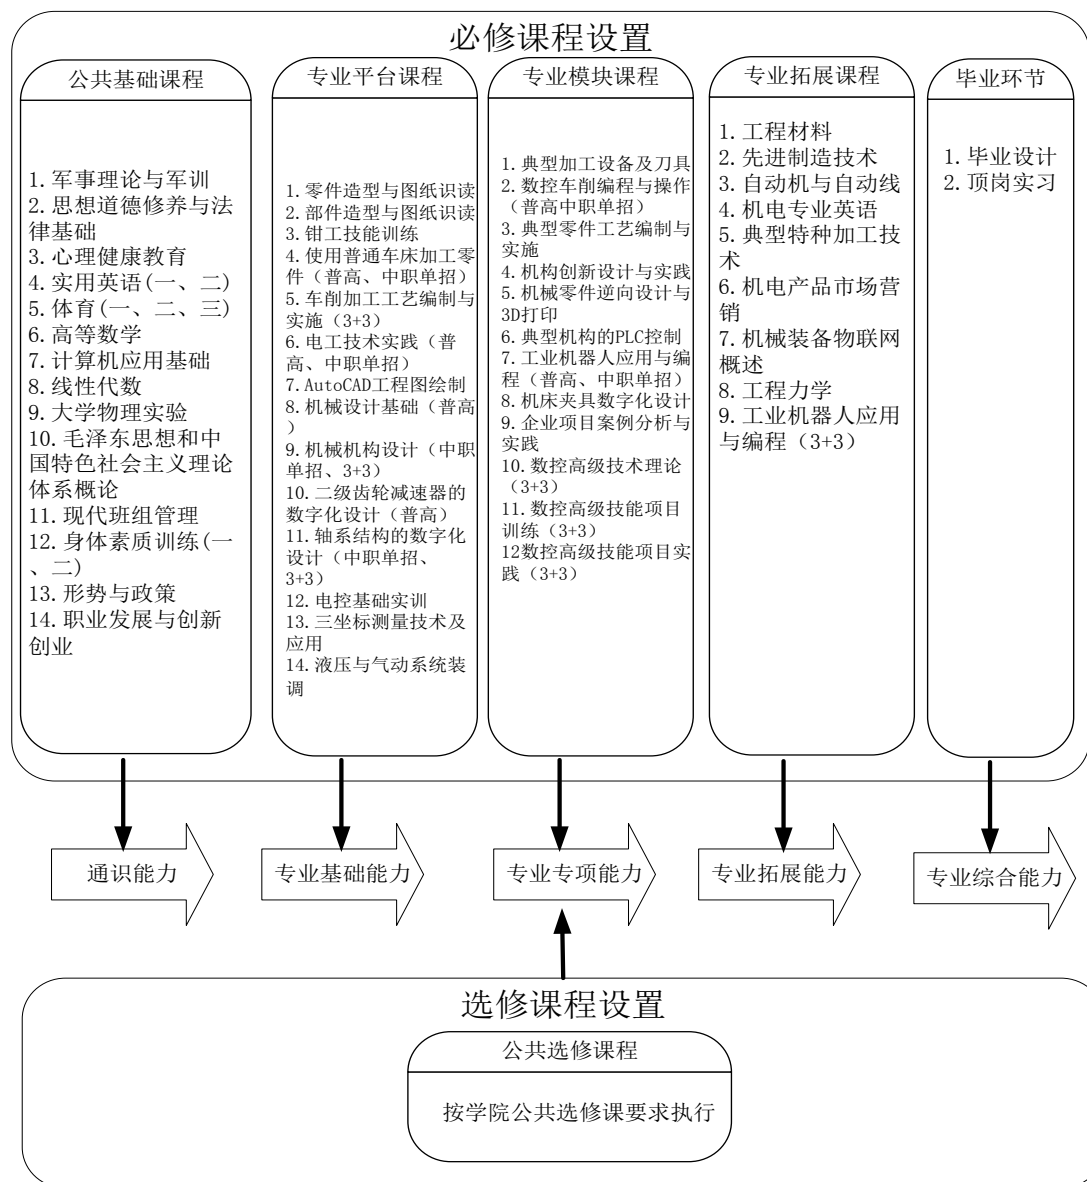 必修课程设置
公共基础课程
1.军事理论与军训
2.思想道德修养与法
律基础
3.心理健康教育
4.实用英语(一、二)
5.体育(一、二、三)
6.高等数学
7.计算机应用基础
8.线性代数
9.大学物理实验
10.毛泽东思想和中
国特色社会主义理论
体系概论
11.现代班组管理
12.身体素质训练(一
、二)
13.形势与政策
14.职业发展与创新
创业
专业平台课程
1.零件造型与图纸识读
2.部件造型与图纸识读
3.钳工技能训练
4.使用普通车床加工零
件（普高、中职单招）
5.车削加工工艺编制与
实施（3+3）
6.电工技术实践（普
高、中职单招）
7.AutoCAD工程图绘制
8.机械设计基础（普高
）
9.机械机构设计（中职
单招、3+3）
10.二级齿轮减速器的
数字化设计（普高）
11.轴系结构的数字化
设计（中职单招、
3+3）
12.电控基础实训
13.三坐标测量技术及
应用
14.液压与气动系统装
调
专业模块课程
1.典型加工设备及刀具
2.数控车削编程与操作
（普高中职单招）
3.典型零件工艺编制与
实施
4.机构创新设计与实践
5.机械零件逆向设计与
3D打印
6.典型机构的PLC控制
7.工业机器人应用与编
程（普高、中职单招）
8.机床夹具数字化设计
9.企业项目案例分析与
实践
10.数控高级技术理论
（3+3）
11.数控高级技能项目
训练（3+3）
12数控高级技能项目实
践（3+3）
专业拓展课程
1.工程材料
2.先进制造技术
3.自动机与自动线
4.机电专业英语
5.典型特种加工技
术
6.机电产品市场营
销
7.机械装备物联网
概述
8.工程力学
9.工业机器人应用
与编程（3+3）
毕业环节
1.毕业设计
2.顶岗实习
通识能力
专业基础能力
专业专项能力
专业拓展能力
专业综合能力
选修课程设置
公共选修课程
按学院公共选修课要求执行